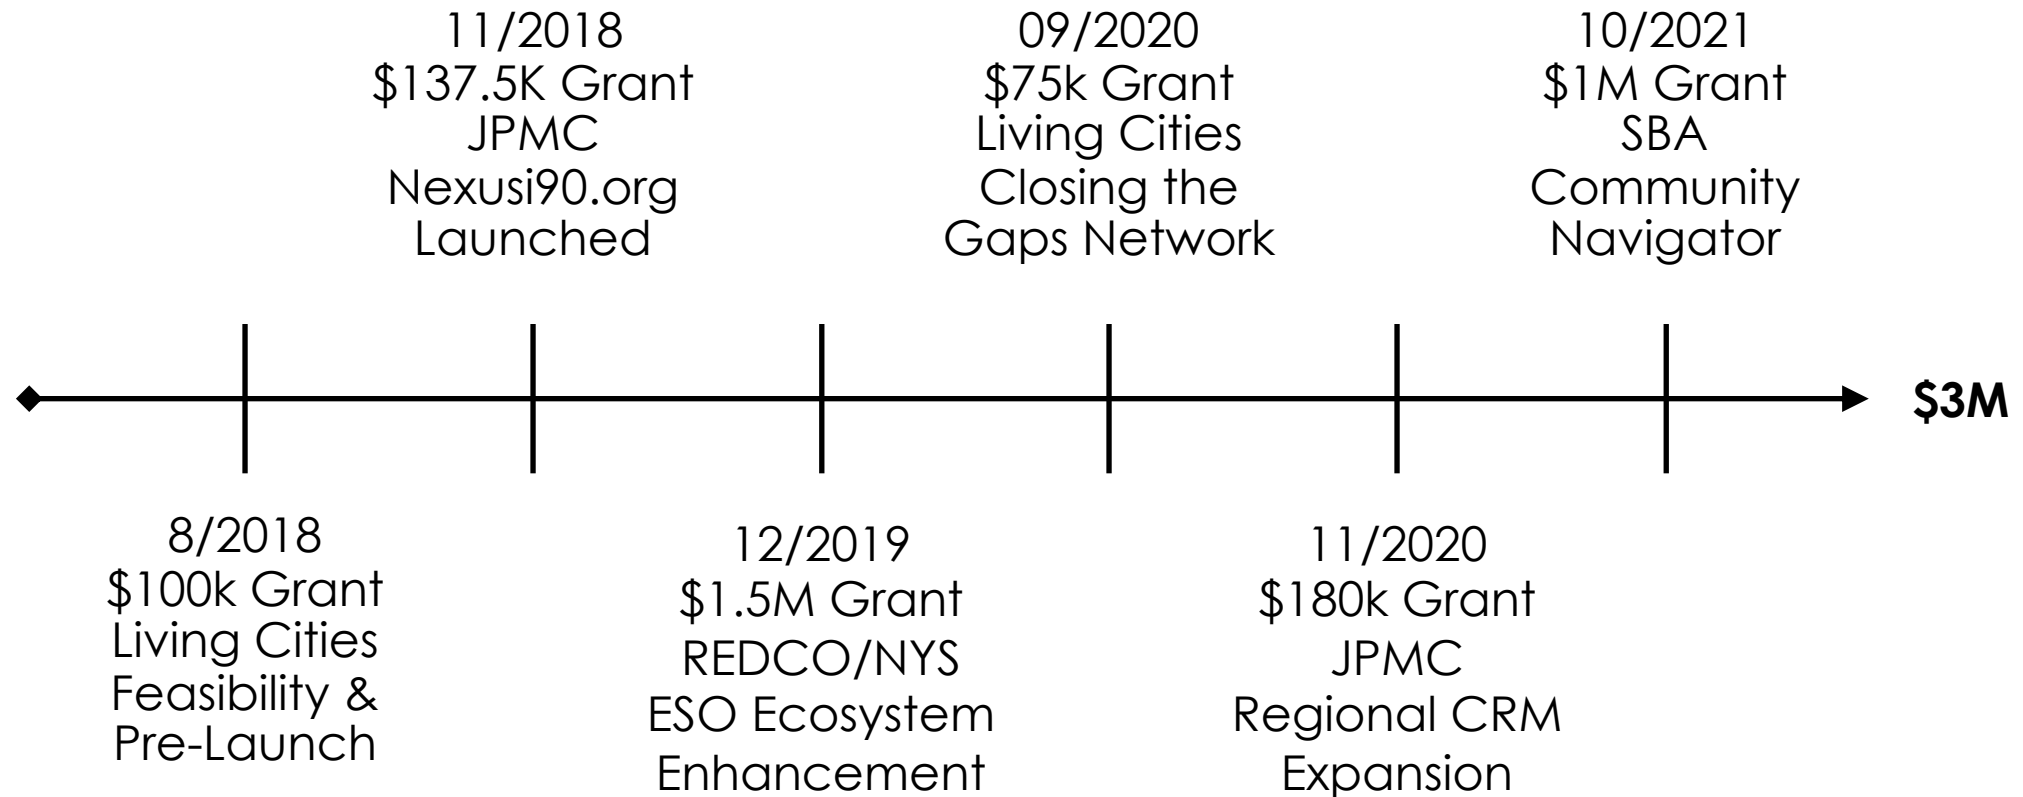 11/2018
$137.5K Grant
JPMC
Nexusi90.org
Launched
09/2020
$75k Grant
Living Cities
Closing the
Gaps Network
10/2021
$1M Grant
SBA
Community
Navigator
$3M
8/2018
$100k Grant
Living Cities
Feasibility &
Pre-Launch
12/2019
$1.5M Grant
REDCO/NYS
ESO Ecosystem
Enhancement
11/2020
$180k Grant
JPMC
Regional CRM
Expansion